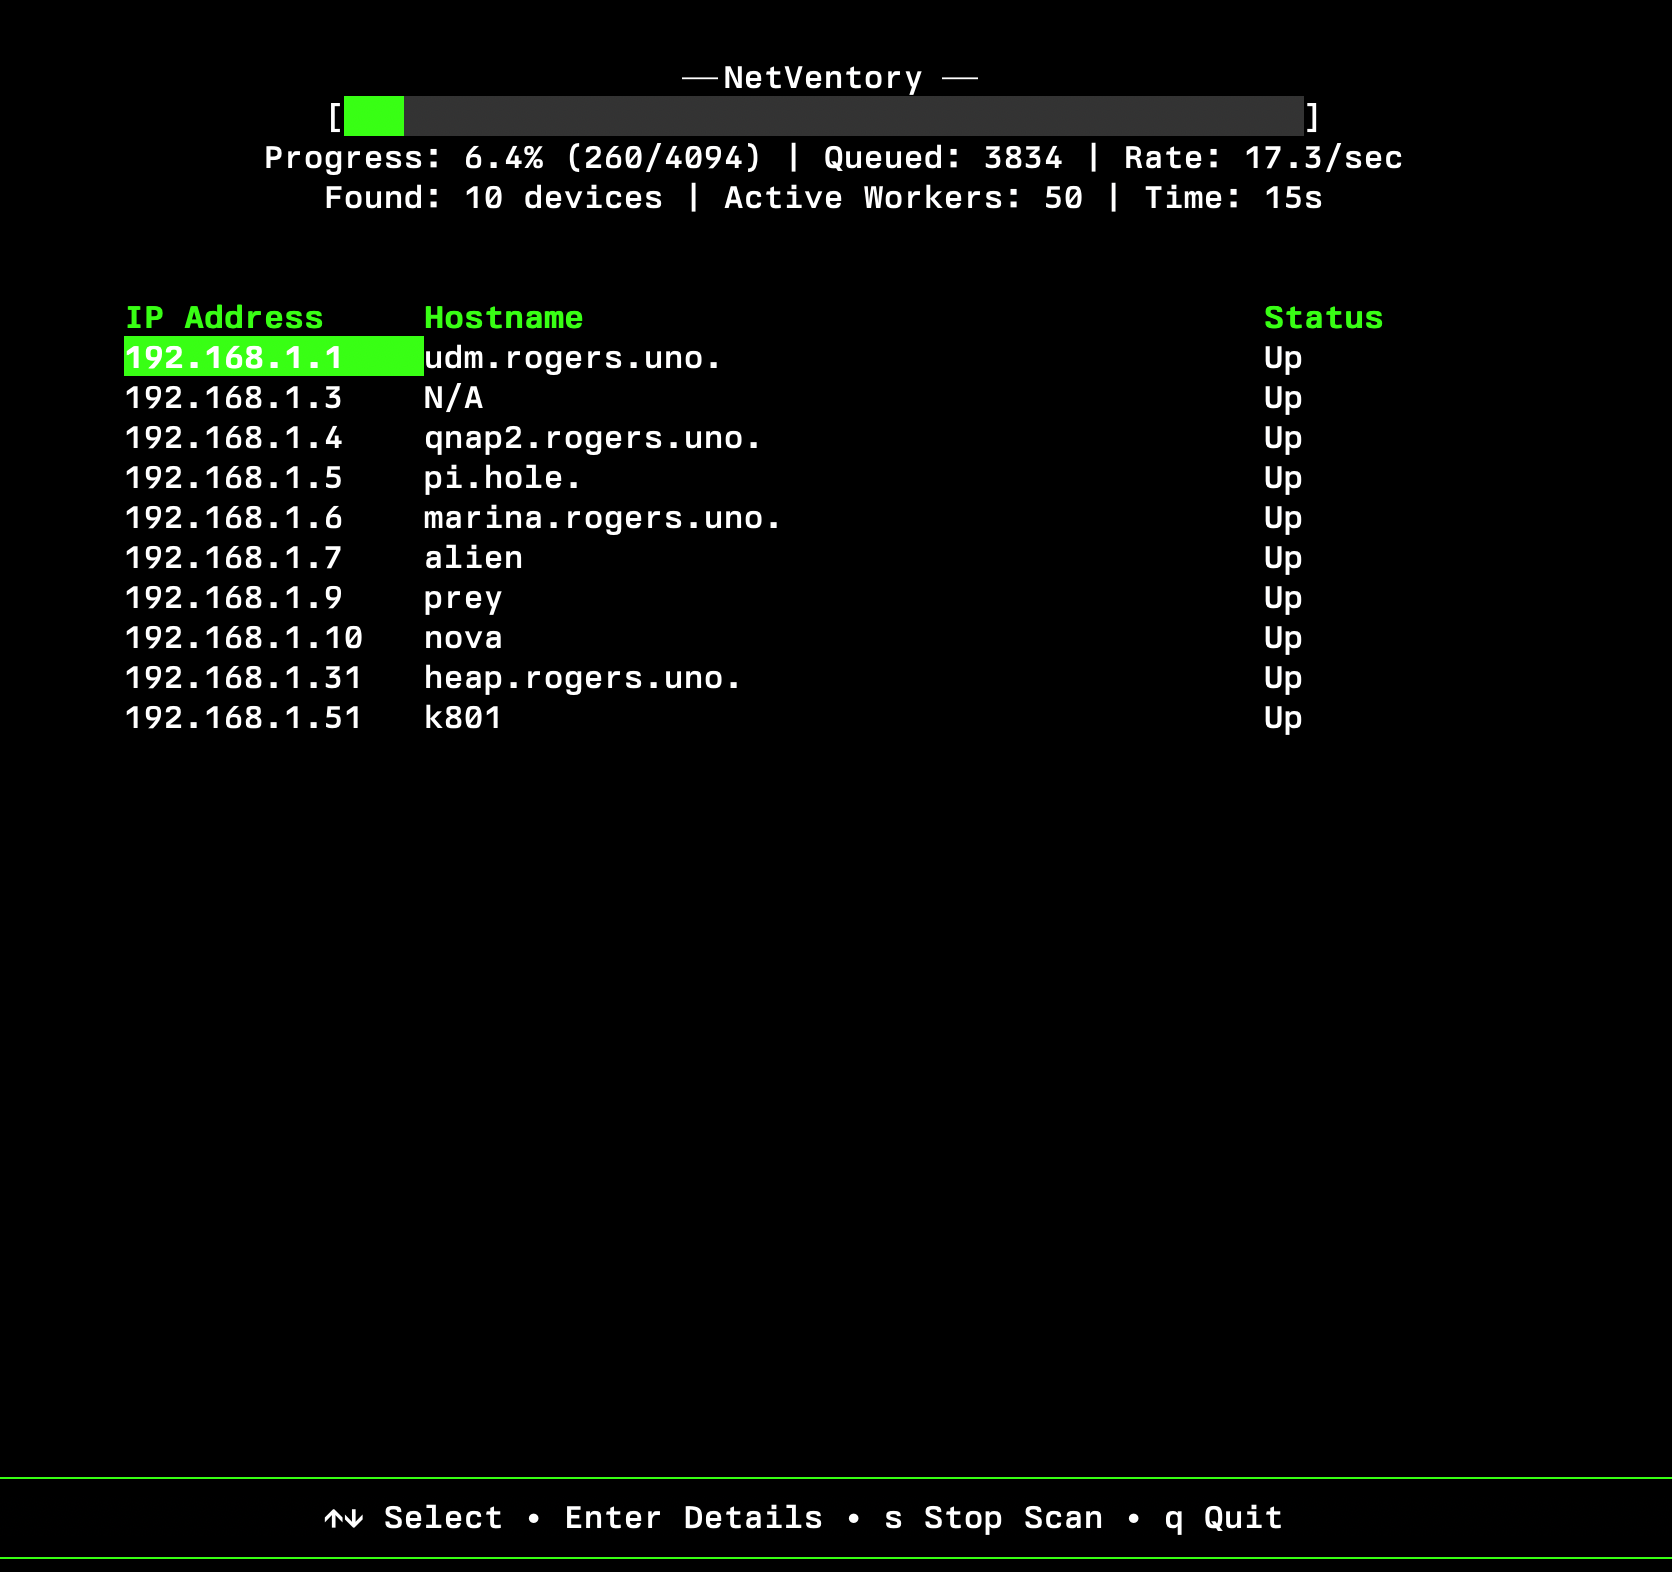 ── NetVentory ──
[ ]
Progress: 6.4% (260/4094) | Queued: 3834 | Rate: 17.3/sec
Found: 10 devices | Active Workers: 50 | Time: 15s
IP Address Hostname Status
192.168.1.1 udm.rogers.uno. Up
192.168.1.3 N/A Up
192.168.1.4 qnap2.rogers.uno. Up
192.168.1.5 pi.hole. Up
192.168.1.6 marina.rogers.uno. Up
192.168.1.7 alien Up
192.168.1.9 prey Up
192.168.1.10 nova Up
192.168.1.31 heap.rogers.uno. Up
192.168.1.51 k801 Up
↑↓ Select • Enter Details • s Stop Scan • q Quit